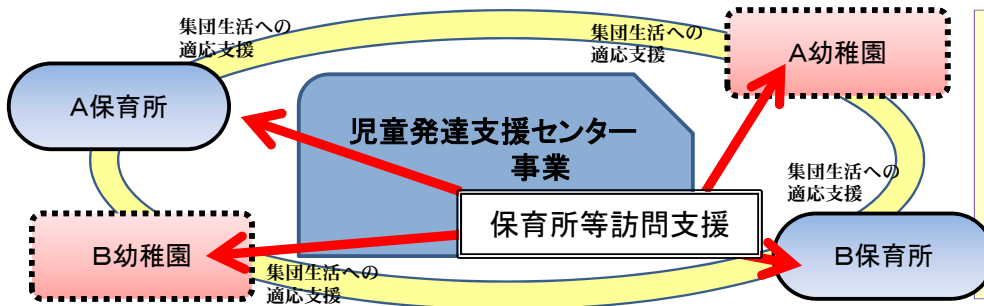 集団生活への
適応支援
集団生活への
適応支援
A幼稚園
A保育所
児童発達支援センター
事業
集団生活への
適応支援
保育所等訪問支援
B幼稚園
B保育所
集団生活への
適応支援